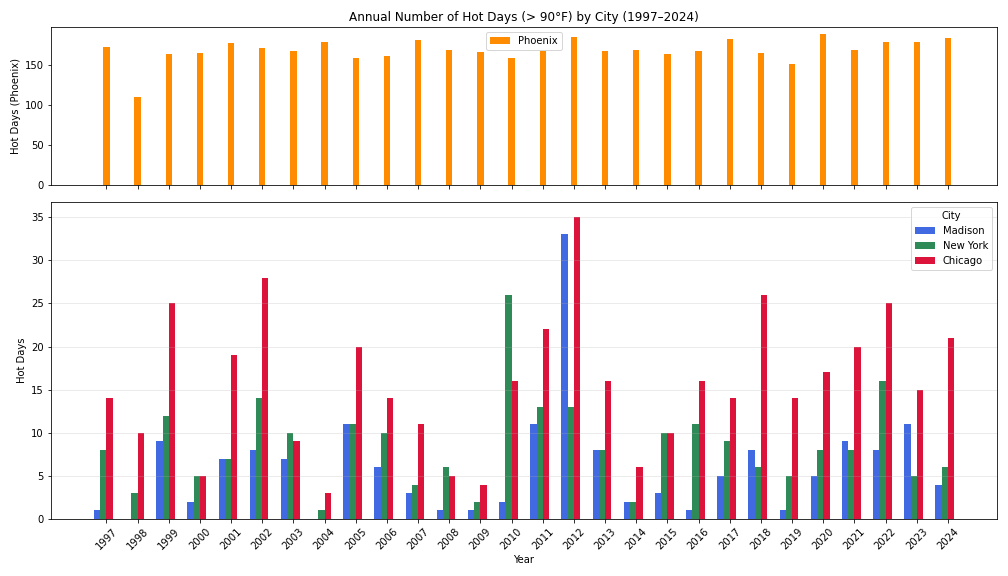 Annual Number of Hot Days (> 90°F) by City (1997–2024)
Hot Days (Phoenix)
150
100
50
0
Phoenix
Hot Days
35
30
25
20
15
10
5
0
City
Madison
New York
Chicago
1997 1998 1999 2000 2001 2002 2003 2004 2005 2006 2007 2008 2009 2010 2011 2012 2013 2014 2015 2016 2017 2018 2019 2020 2021 2022 2023 2024
Year